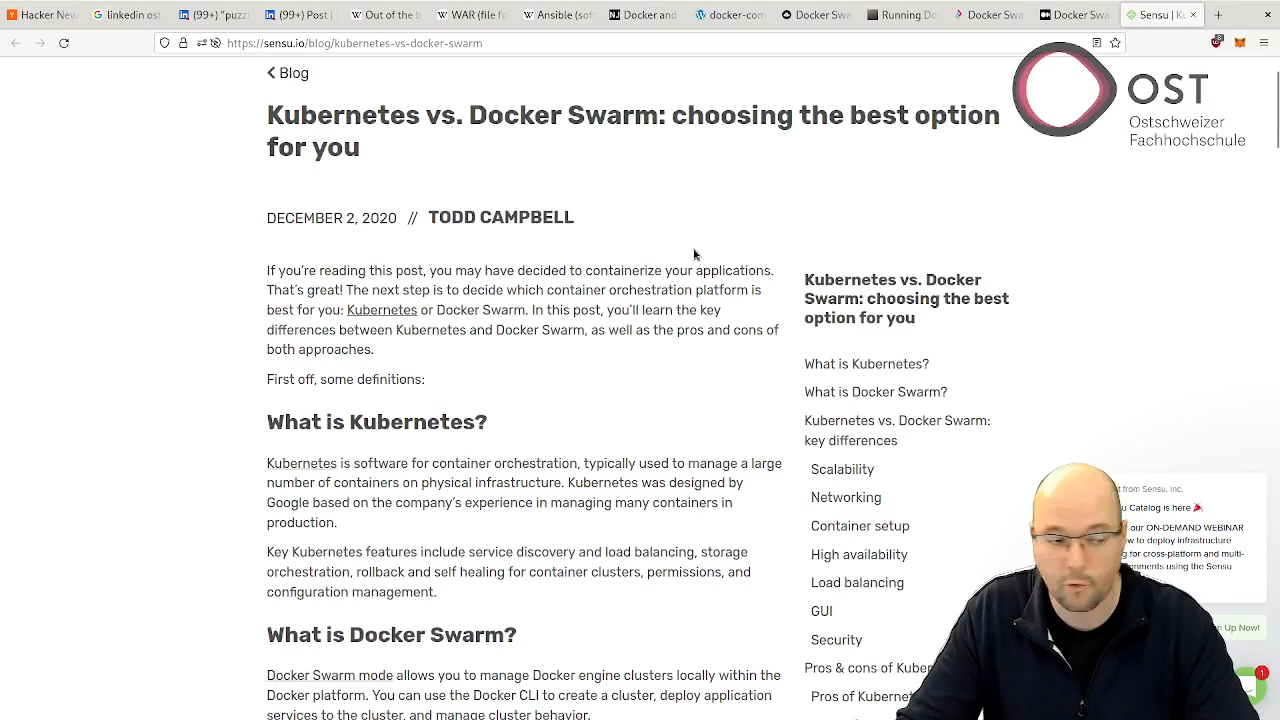 Hacker New
linkedin ost
(99+) "puzz
(99+) Post |
Out of the b
WAR (file fo
Ansible (sof
Docker and
docker-com
Docker Swa
Running Do
Docker Swa
Docker Swa
Sensu | Ku
https://sensu.io/blog/kubernetes-vs-docker-swarm
Blog
Kubernetes vs. Docker Swarm: choosing the best option
for you
OST
Ostschweizer
Fachhochschule
DECEMBER 2, 2020 // TODD CAMPBELL
If you're reading this post, you may have decided to containerize your applications.
That's great! The next step is to decide which container orchestration platform is
best for you: Kubernetes or Docker Swarm. In this post, you'll learn the key
differences between Kubernetes and Docker Swarm, as well as the pros and cons of
both approaches.
First off, some definitions:
What is Kubernetes?
Kubernetes is software for container orchestration, typically used to manage a large
number of containers on physical infrastructure. Kubernetes was designed by
Google based on the company's experience in managing many containers in
production.
Key Kubernetes features include service discovery and load balancing, storage
orchestration, rollback and self healing for container clusters, permissions, and
configuration management.
What is Docker Swarm?
Docker Swarm mode allows you to manage Docker engine clusters locally within the
Docker platform. You can use the Docker CLI to create a cluster, deploy application
services to the cluster, and manage cluster behavior.
Kubernetes vs. Docker
Swarm: choosing the best
option for you
What is Kubernetes?
What is Docker Swarm?
Kubernetes vs. Docker Swarm:
key differences
Scalability
Networking
Container setup
High availability
Load balancing
GUI
Security
Pros & cons of Kuber
Pros of Kubernet
t from Sensu, Inc.
u Catalog is here
our ON-DEMAND WEBINAR
w to deploy infrastructure
g for cross-platform and multi-
onments using the Sensu
n Up Now!
1